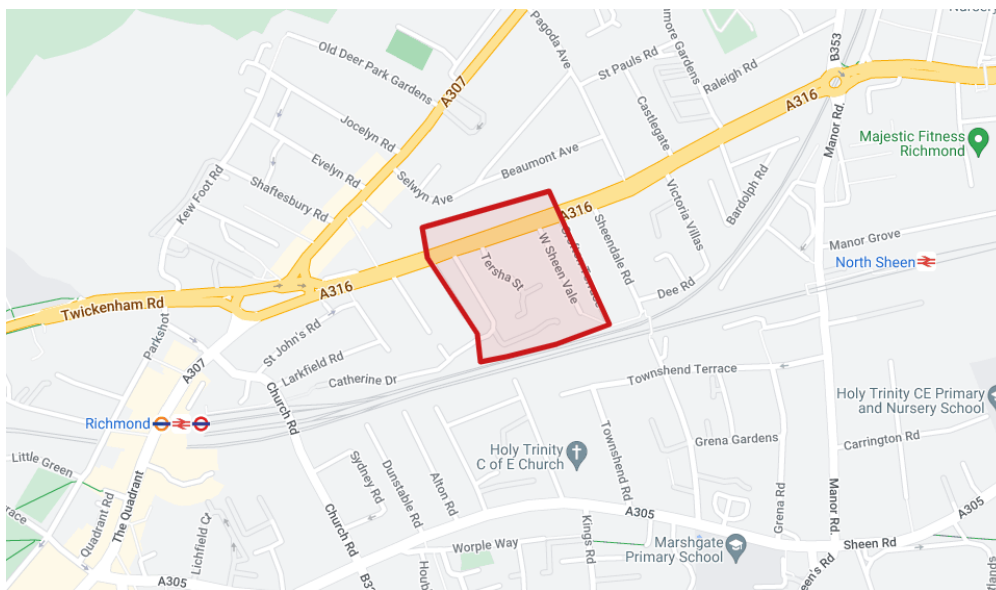 Nursery
Old Deer Park Gardens
A307
Pagoda Ave
St Pauls Rd
Raleigh Rd
B353
A316
Manor Rd.
Majestic Fitness
Richmond
Jocelyn Rd
Castlegate
Evelyn Rd
Selwyn Ave
Beaumont Ave
Kew Foot Rd
Shaftesbury Rd
Victoria Villas
Bardolph Rd
A316
Sheendale Rd
Crofton Terrace
W Sheen Vale
Tersha St
Manor Grove
North Sheen
Dee Rd
A316
Twickenham Rd
Parkshot
St John's Rd
Larkfield Rd
A307
Catherine Dr
Church Rd
Townshend Terrace
Holy Trinity CE Primary
and Nursery School
Richmond
Holy Trinity
C of E Church
Townshend Rd
Grena Gardens
Carrington Rd
Little Green
The Quadrant
Quadrant Rd
Lichfield Ct
Sydney Rd
Dunstable Rd
Alton Rd
Church Rd
Grena Rd
Manor Rd.
A305
A305
Sheen Rd
Kings Rd
Worple Way
Marshgate
Primary School
A305